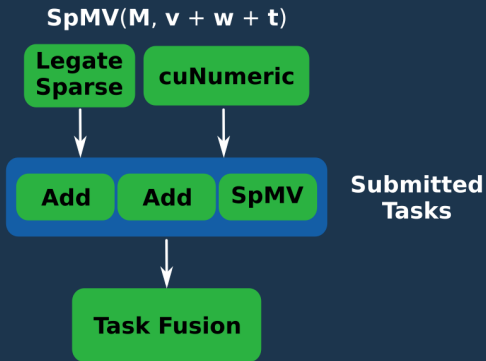 SpMV(M, v + w + t)
Legate
Sparse
cuNumeric
Add
Add
SpMV
Submitted
Tasks
Task Fusion